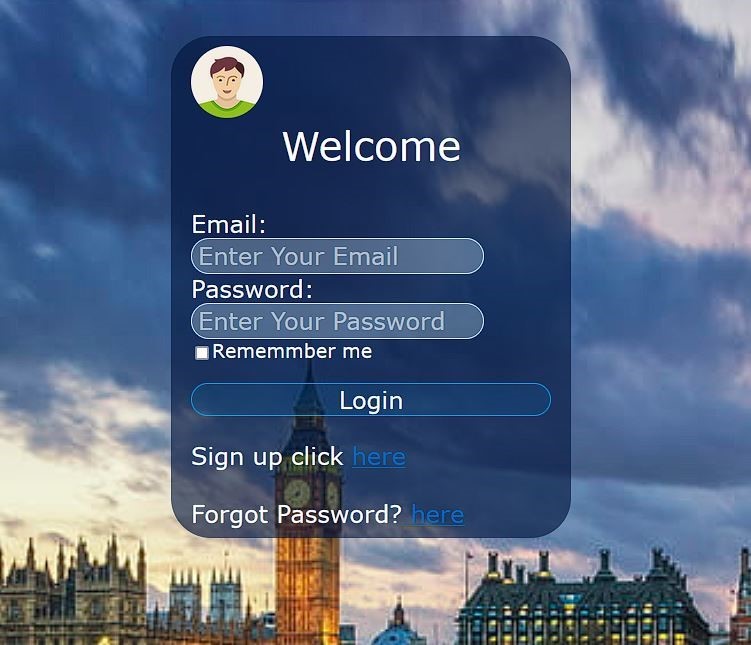 Welcome
Email:
Enter Your Email
Password:
Enter Your Password
Rememmber me
Login
Sign up click here
Forgot Password? here